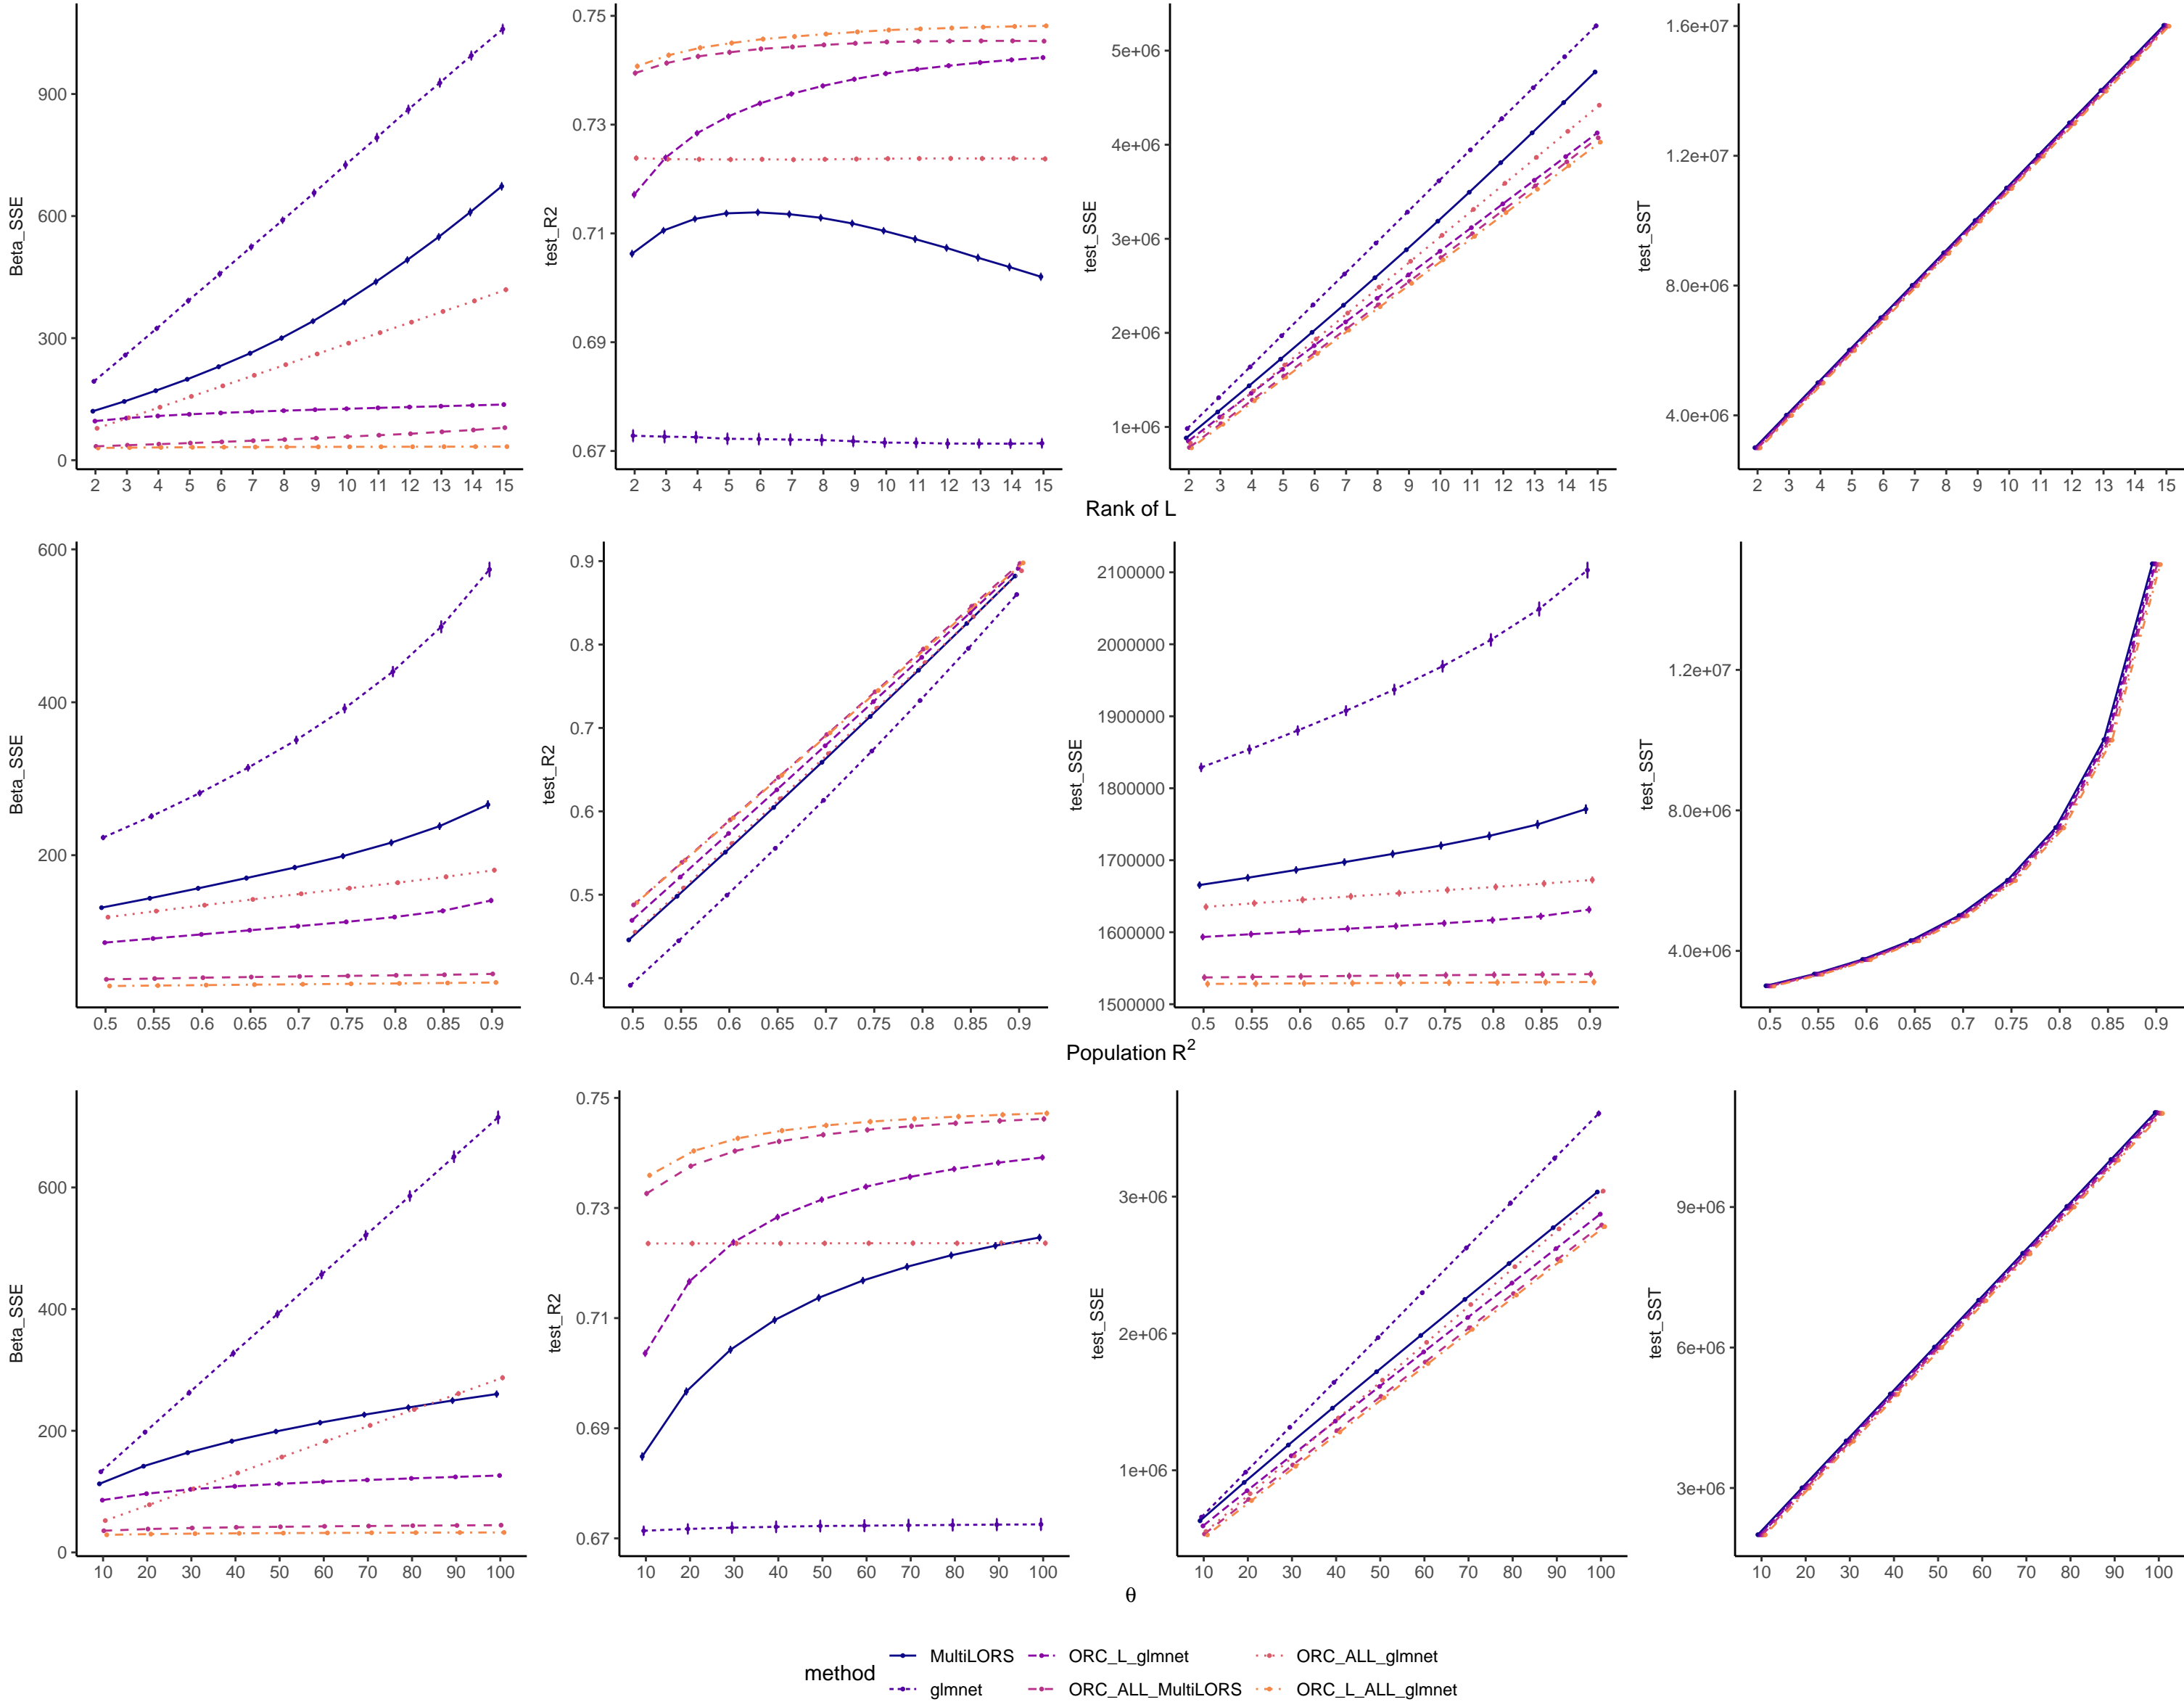 Beta_SSE
900
600
300
0
2 3 4 5 6 7 8 9 10 11 12 13 14 15
test_R2
0.75
0.73
0.71
0.69
0.67
2 3 4 5 6 7 8 9 10 11 12 13 14 15
test_SSE
5e+06
4e+06
3e+06
2e+06
1e+06
2 3 4 5 6 7 8 9 10 11 12 13 14 15
test_SST
1.6e+07
1.2e+07
8.0e+06
4.0e+06
2 3 4 5 6 7 8 9 10 11 12 13 14 15
Rank of L
Beta_SSE
600
400
200
0.5 0.55 0.6 0.65 0.7 0.75 0.8 0.85 0.9
test_R2
0.9
0.8
0.7
0.6
0.5
0.4
0.5 0.55 0.6 0.65 0.7 0.75 0.8 0.85 0.9
test_SSE
2100000
2000000
1900000
1800000
1700000
1600000
1500000
0.5 0.55 0.6 0.65 0.7 0.75 0.8 0.85 0.9
test_SST
1.2e+07
8.0e+06
4.0e+06
0.5 0.55 0.6 0.65 0.7 0.75 0.8 0.85 0.9
Population R²
Beta_SSE
600
400
200
0
10 20 30 40 50 60 70 80 90 100
test_R2
0.75
0.73
0.71
0.69
0.67
10 20 30 40 50 60 70 80 90 100
test_SSE
3e+06
2e+06
1e+06
10 20 30 40 50 60 70 80 90 100
test_SST
9e+06
6e+06
3e+06
10 20 30 40 50 60 70 80 90 100
θ
method
MultiLORS ORC_L_glmnet ORC_ALL_glmnet
glmnet ORC_ALL_MultiLORS ORC_L_ALL_glmnet